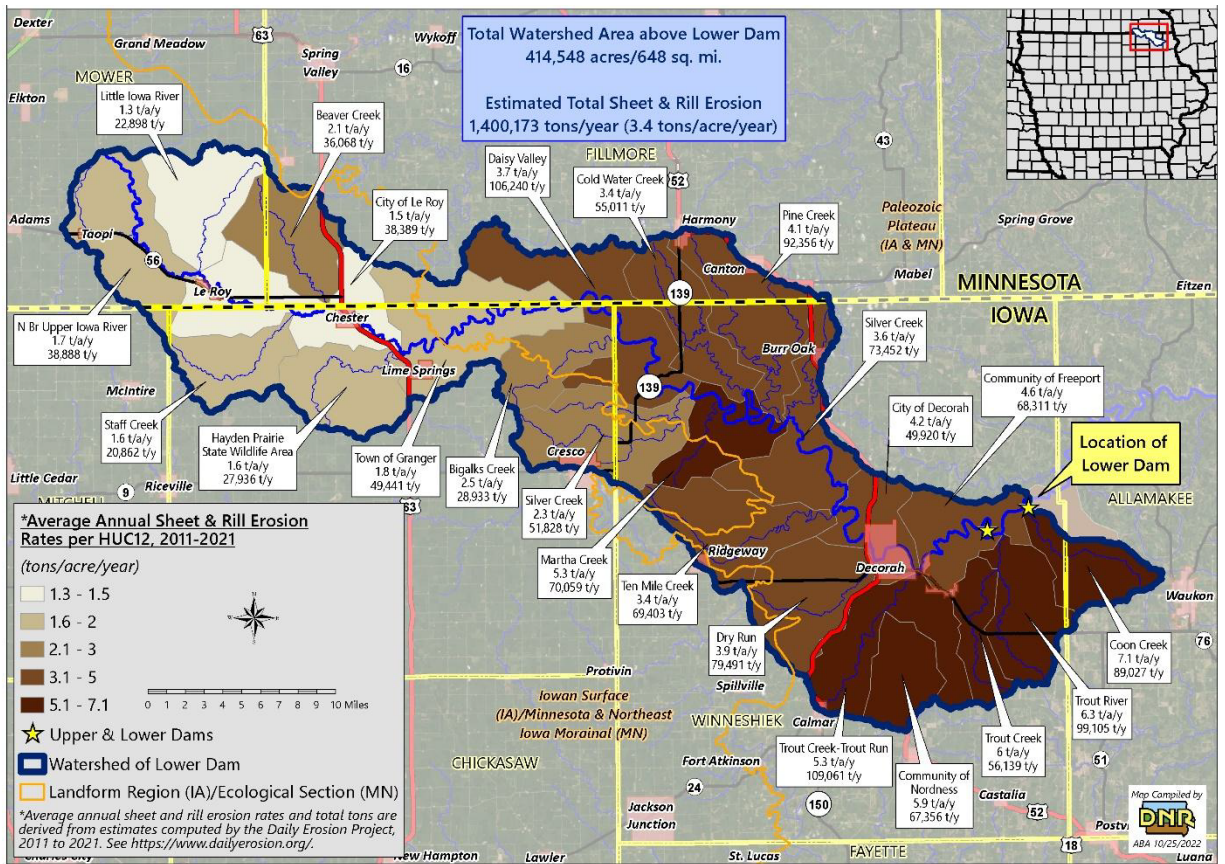 Dexter
Grand Meadow
63
Spring
Valley
Wykoff
16
MOWER
Elkton
Total Watershed Area above Lower Dam
414,548 acres/648 sq. mi.
Estimated Total Sheet & Rill Erosion
1,400,173 tons/year (3.4 tons/acre/year)
Little Iowa River
1.3 t/a/y
22,898 t/y
Beaver Creek
2.1 t/a/y
36,068 t/y
City of Le Roy
1.5 t/a/y
38,389 t/y
FILLMORE
Daisy Valley
3.7 t/a/y
106,240 t/y
Cold Water Creek
3.4 t/a/y
55,011 t/y
52
43
Harmony
Pine Creek
4.1 t/a/y
92,356 t/y
Paleozoic
Plateau
(IA & MN)
Spring Grove
Adams
Taopi
56
Le Roy
Canton
Mabel
139
MINNESOTA
IOWA
Eitzen
Chester
N Br Upper Iowa River
1.7 t/a/y
38,888 t/y
Lime Springs
McIntire
139
Burr Oak
Silver Creek
3.6 t/a/y
73,452 t/y
Community of Freeport
4.6 t/a/y
68,311 t/y
City of Decorah
4.2 t/a/y
49,920 t/y
Location of
Lower Dam
Staff Creek
1.6 t/a/y
20,862 t/y
Hayden Prairie
State Wildlife Area
1.6 t/a/y
27,936 t/y
Town of Granger
1.8 t/a/y
49,441 t/y
Bigalks Creek
2.5 t/a/y
28,933 t/y
Cresco
Silver Creek
2.3 t/a/y
51,828 t/y
Little Cedar
9
Riceville
MITCHELL
63
ALLAMAKEE
Martha Creek
5.3 t/a/y
70,059 t/y
Ridgeway
Ten Mile Creek
3.4 t/a/y
69,403 t/y
Decorah
Waukon
76
Dry Run
3.9 t/a/y
79,491 t/y
Coon Creek
7.1 t/a/y
89,027 t/y
Protivin
Spillville
Iowan Surface
(IA)/Minnesota & Northeast
Iowa Morainal (MN)
WINNESHIEK
Calmar
Trout River
6.3 t/a/y
99,105 t/y
Trout Creek
6 t/a/y
56,139 t/y
Trout Creek-Trout Run
5.3 t/a/y
109,061 t/y
Community of
Nordness
5.9 t/a/y
67,356 t/y
CHICKASAW
Fort Atkinson
24
51
Castalia
52
150
Jackson
Junction
New Hampton
Lawler
St. Lucas
FAYETTE
18
Luana
*Average Annual Sheet & Rill Erosion
Rates per HUC12, 2011-2021
(tons/acre/year)
1.3 - 1.5
1.6 - 2
2.1 - 3
3.1 - 5
5.1 - 7.1
0 1 2 3 4 5 6 7 8 9 10 Miles
Upper & Lower Dams
Watershed of Lower Dam
Landform Region (IA)/Ecological Section (MN)
*Average annual sheet and rill erosion rates and total tons are
derived from estimates computed by the Daily Erosion Project,
2011 to 2021. See https://www.dailyerosion.org/.
Map Compiled by
DNR
ABA 10/25/2022